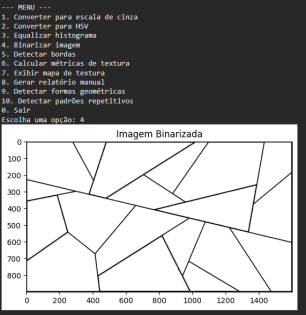 --- MENU ---
1. Converter para escala de cinza
2. Converter para HSV
3. Equalizar histograma
4. Binarizar imagem
5. Detectar bordas
6. Calcular métricas de textura
7. Exibir mapa de textura
8. Gerar relatório manual
9. Detectar formas geométricas
10. Detectar padrões repetitivos
0. Sair
Escolha uma opção: 4
Imagem Binarizada
0
100
200
300
400
500
600
700
800
0 200 400 600 800 1000 1200 1400